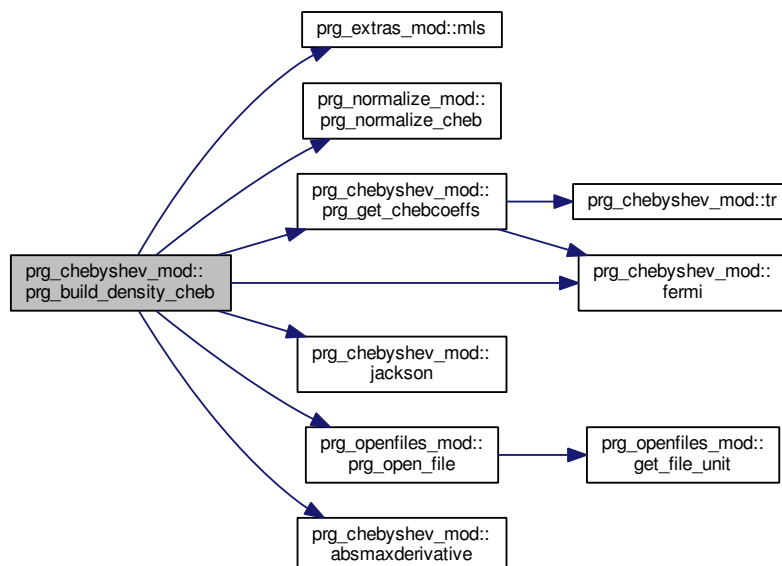 prg_extras_mod::mls
prg_normalize_mod::
prg_normalize_cheb
prg_chebyshev_mod::
prg_get_chebcoeffs
prg_chebyshev_mod::tr
prg_chebyshev_mod::
prg_build_density_cheb
prg_chebyshev_mod::
fermi
prg_chebyshev_mod::
jackson
prg_openfiles_mod::
prg_open_file
prg_openfiles_mod::
get_file_unit
prg_chebyshev_mod::
absmaxderivative